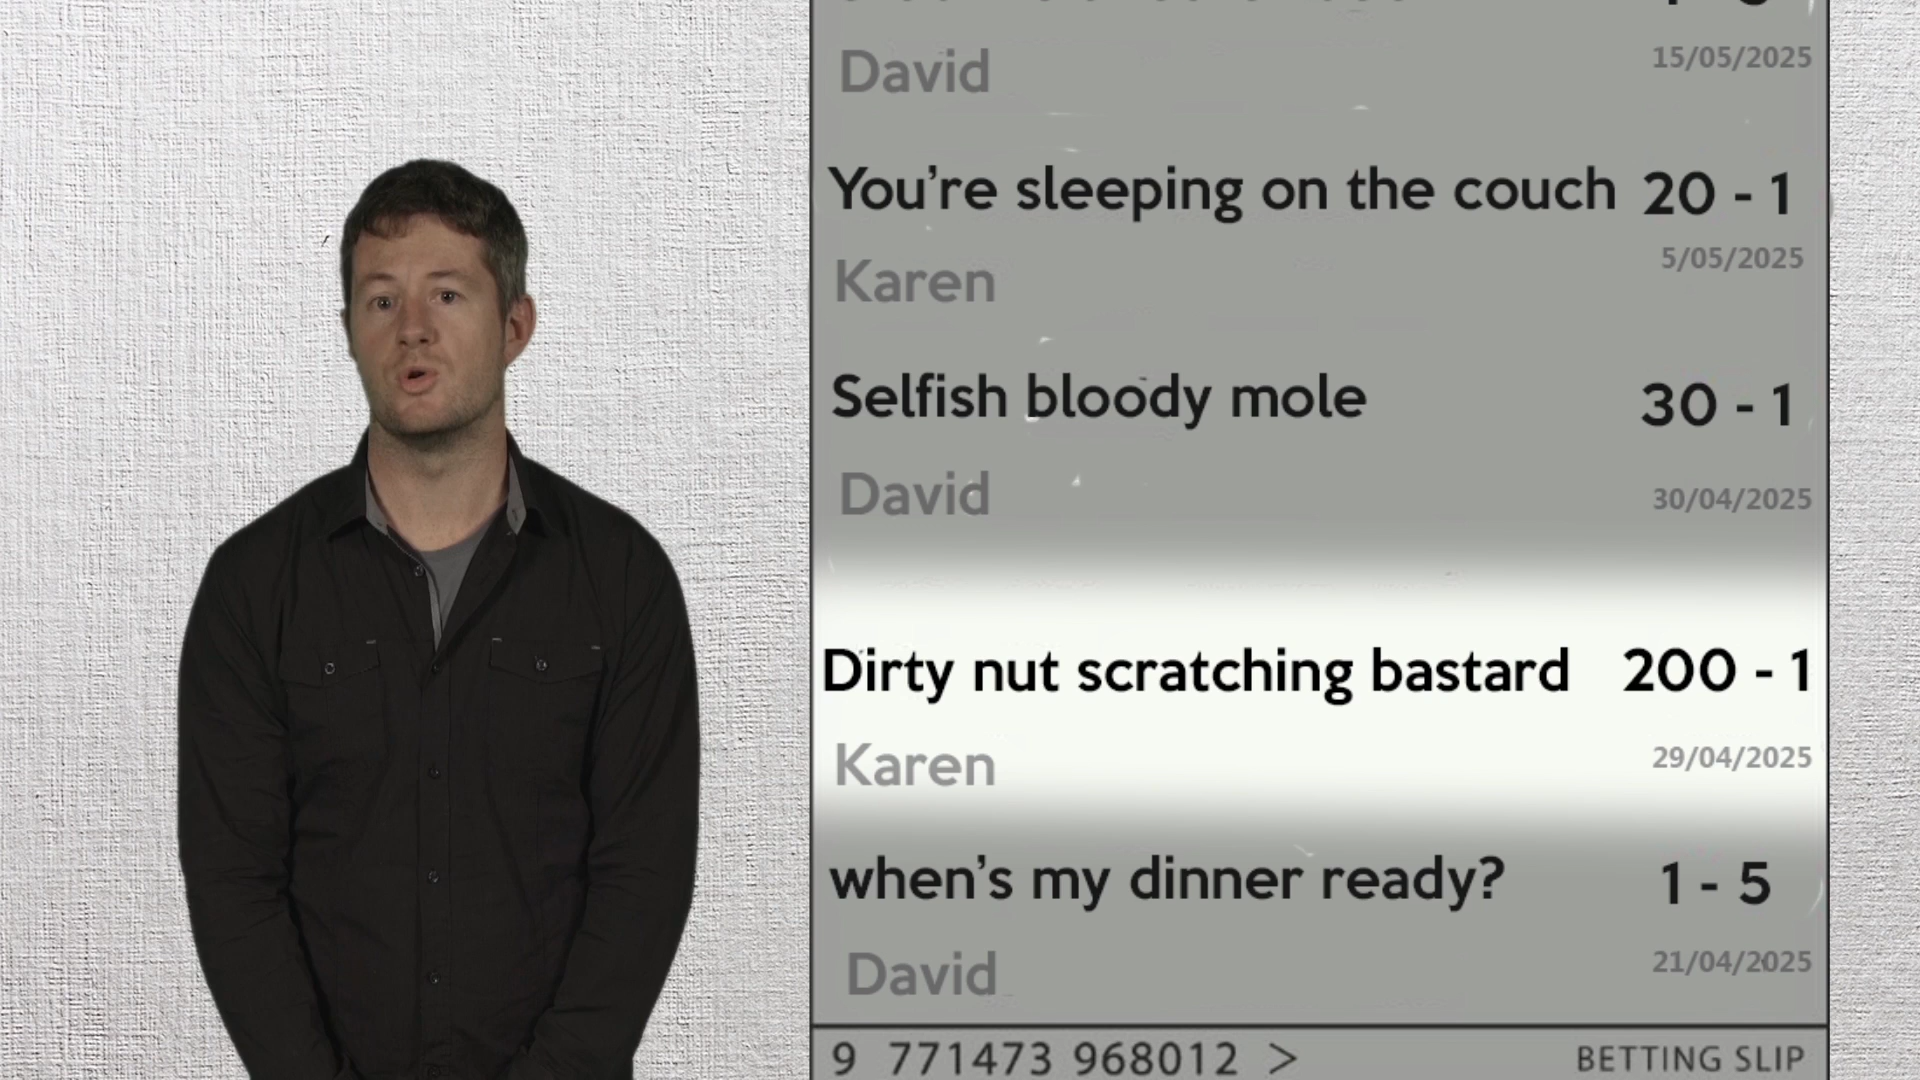 David 15/05/2025
You're sleeping on the couch 20 - 1
Karen 5/05/2025
Selfish bloody mole 30 - 1
David 30/04/2025
Dirty nut scratching bastard 200 - 1
Karen 29/04/2025
when's my dinner ready? 1 - 5
David 21/04/2025
9 771473 968012 > BETTING SLIP